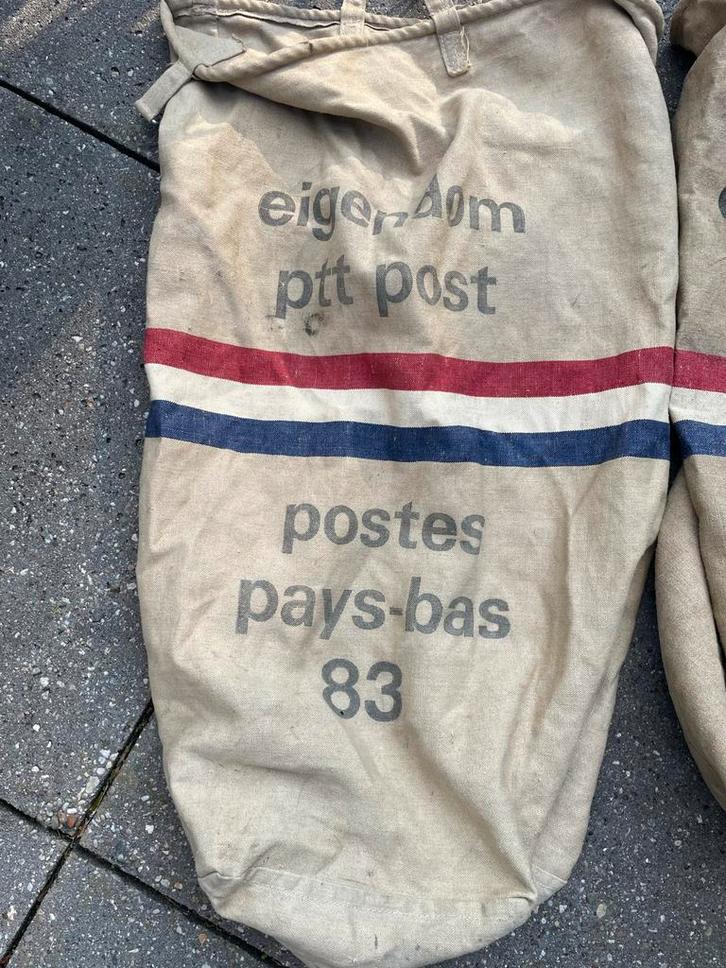 eigendom
ptt post
postes
pays-bas
83